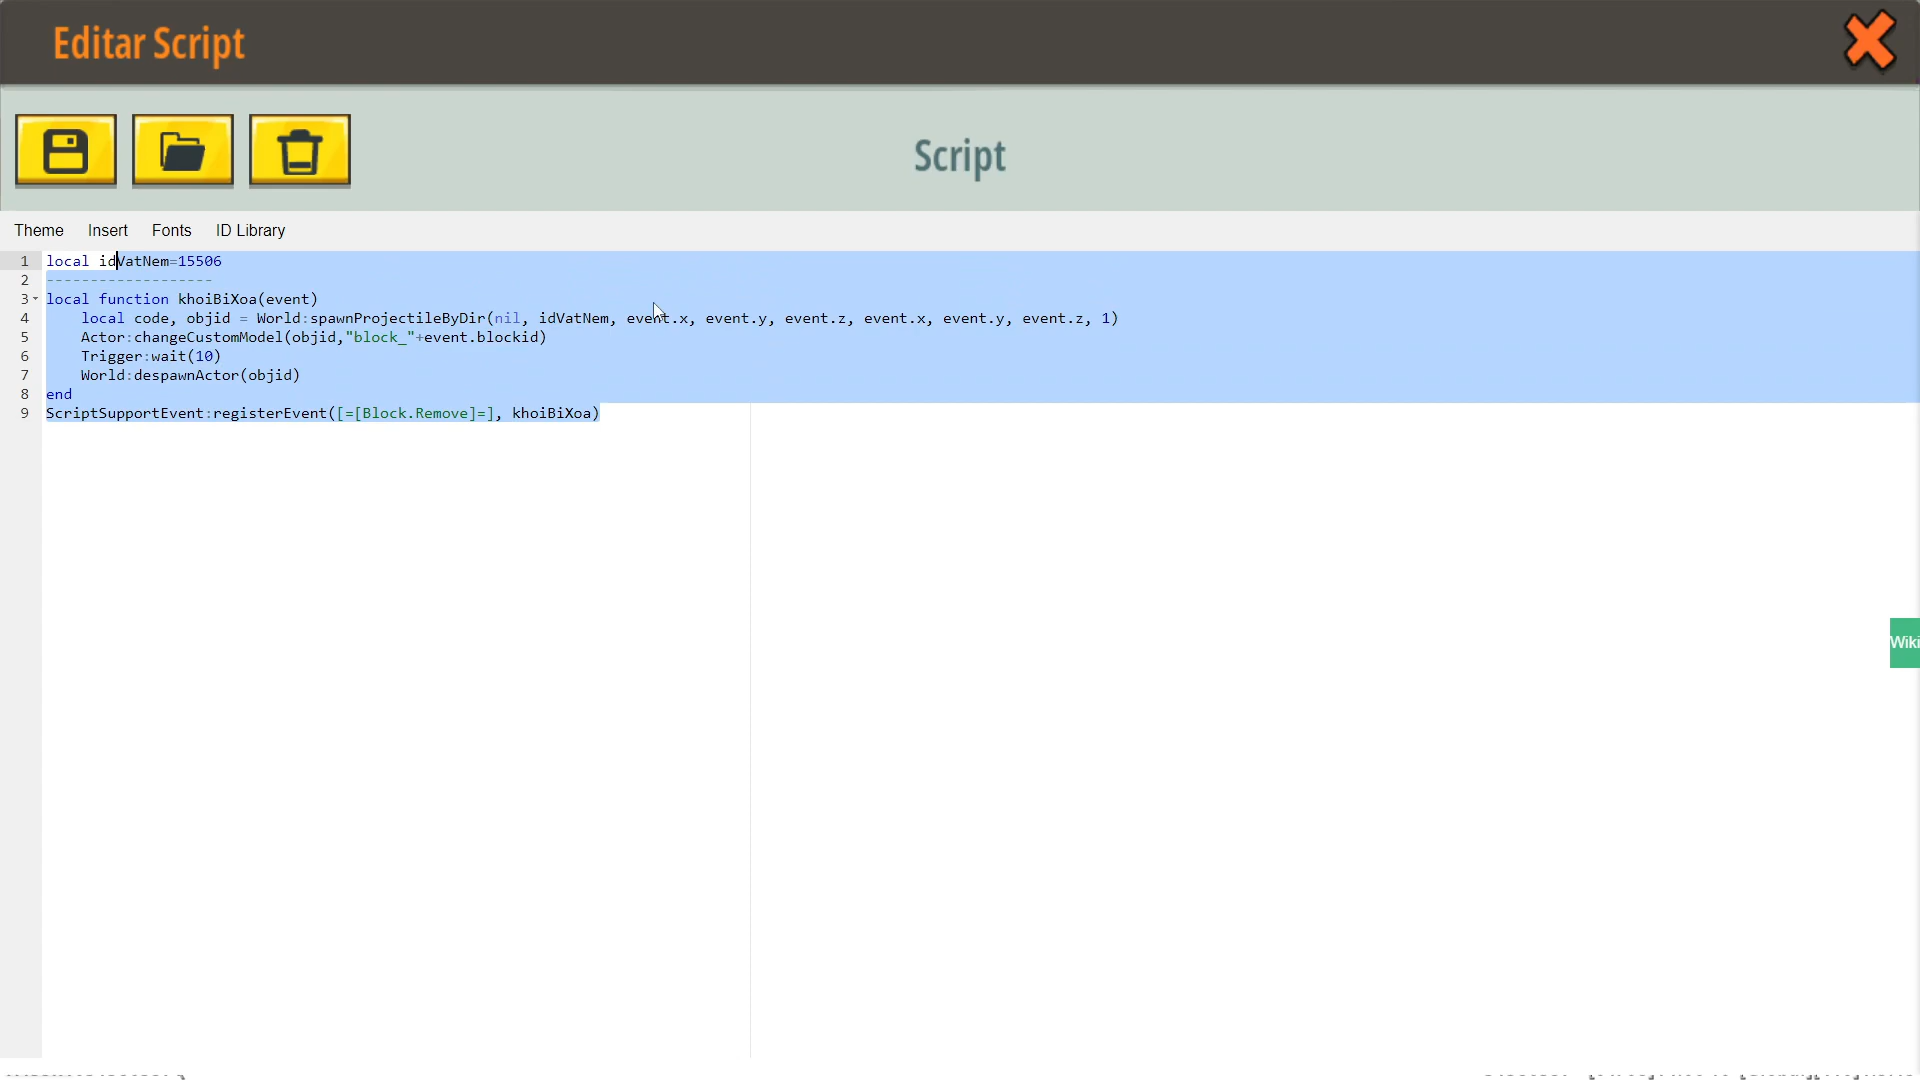 Editar Script
Script
Theme Insert Fonts ID Library
1 local idVatNem=15506
2 -------------------
3 local function khoiBiXoa(event)
4     local code, objid = World:spawnProjectileByDir(nil, idVatNem, event.x, event.y, event.z, event.x, event.y, event.z, 1)
5     Actor:changeCustomModel(objid,"block_"+event.blockid)
6     Trigger:wait(10)
7     World:despawnActor(objid)
8 end
9 ScriptSupportEvent:registerEvent([=[Block.Remove]=], khoiBiXoa)
Wiki